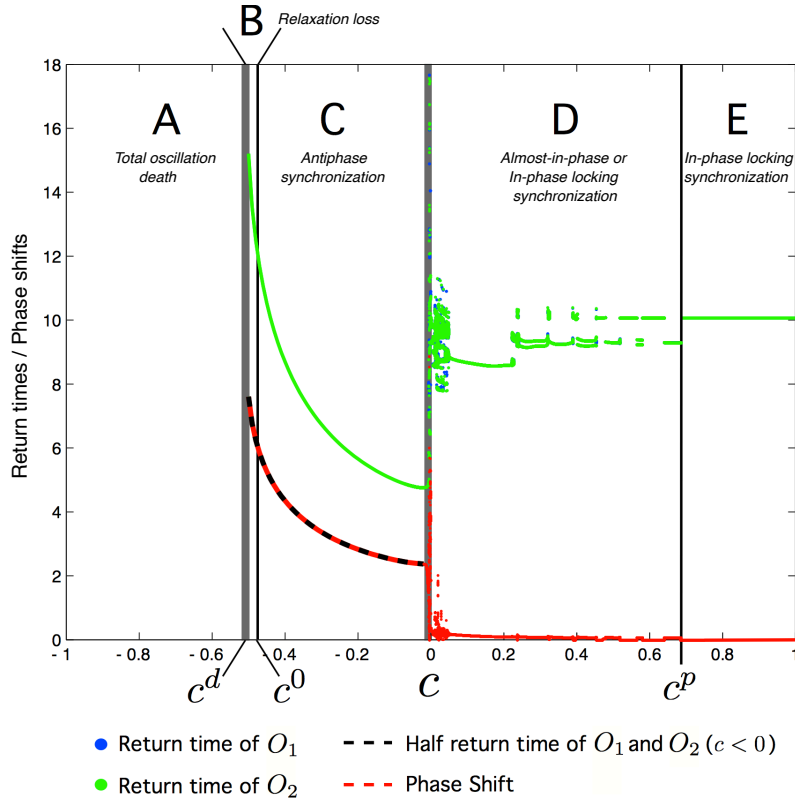 B
Relaxation loss
18
16
14
12
10
8
6
4
2
0
Return times / Phase shifts
A
Total oscillation
death
C
Antiphase
synchronization
D
Almost-in-phase or
In-phase locking
synchronization
E
In-phase locking
synchronization
- 1 - 0.8 - 0.6 - 0.4 - 0.2 0 0.2 0.4 0.6 0.8 1
c^d c^0 c c^p
Return time of O_1
Half return time of O_1 and O_2 (c < 0)
Return time of O_2
Phase Shift